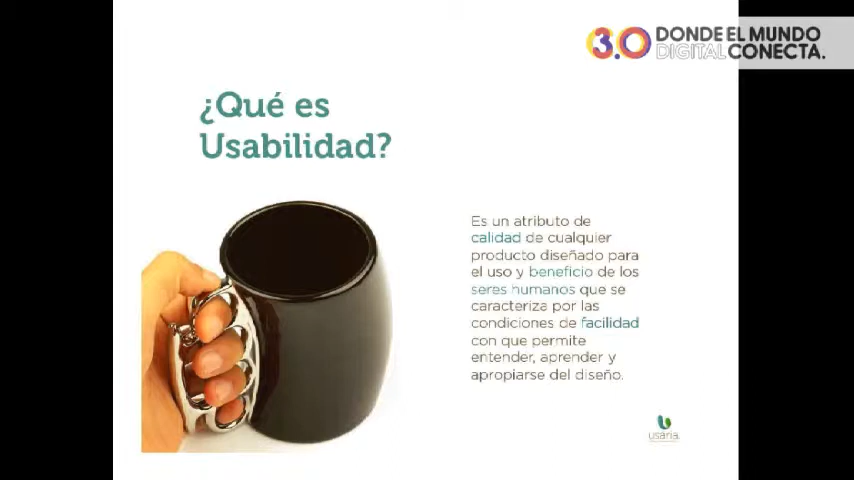 3.0 DONDE EL MUNDO
DIGITAL CONECTA.
¿Qué es
Usabilidad?
Es un atributo de
calidad de cualquier
producto diseñado para
el uso y beneficio de los
seres humanos que se
caracteriza por las
condiciones de facilidad
con que permite
entender, aprender y
apropiarse del diseño.
usaria.